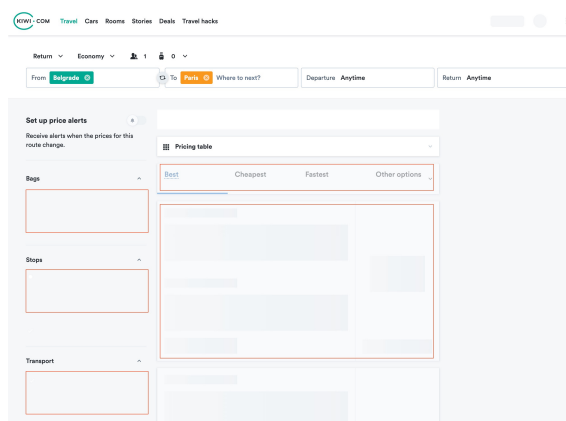 KIWI•COM Travel Cars Rooms Stories Deals Travel hacks
Return Economy 1 0
From Belgrade To Paris Where to next? Departure Anytime Return Anytime
Set up price alerts
Receive alerts when the prices for this
route change.
Pricing table
Best Cheapest Fastest Other options
Bags
Stops
Transport